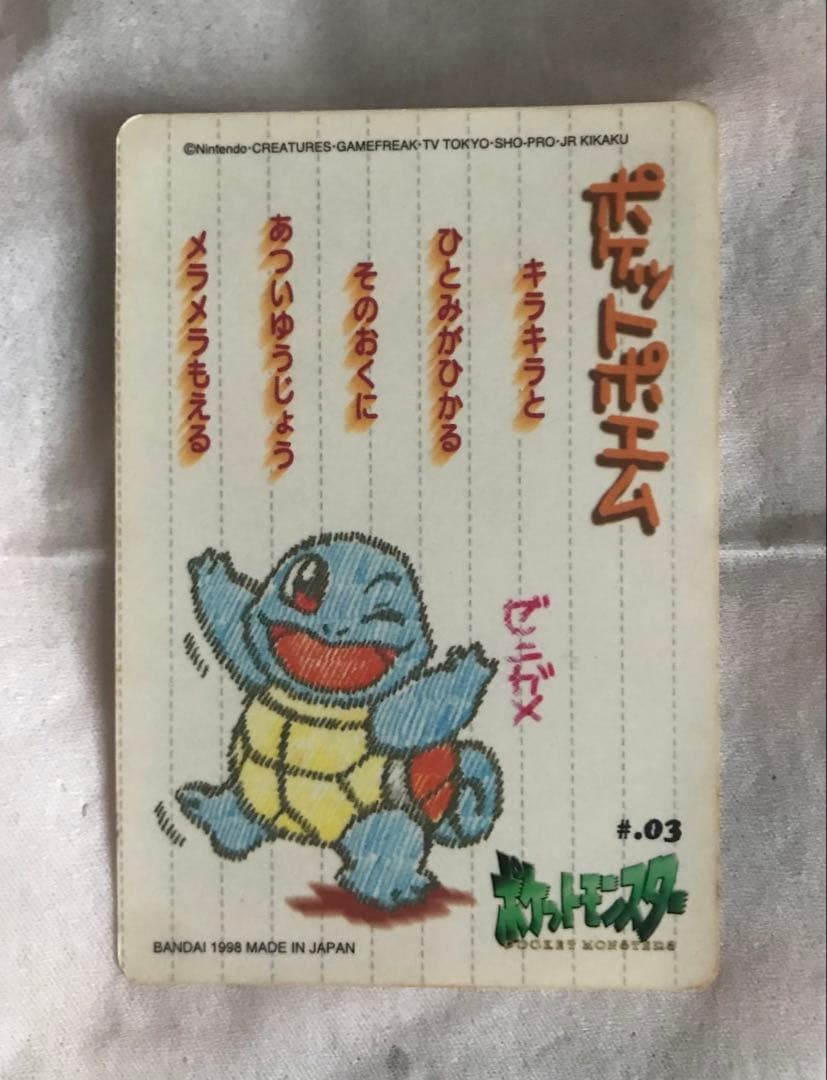 ©Nintendo・CREATURES・GAMEFREAK・TV TOKYO・SHO-PRO・JR KIKAKU
ポケットポエム
キラキラと
ひとみがひかる
そのおくに
あついゆうじょう
メラメラもえる
ゼニガメ
#.03
ポケットモンスター
POCKET MONSTERS
BANDAI 1998 MADE IN JAPAN